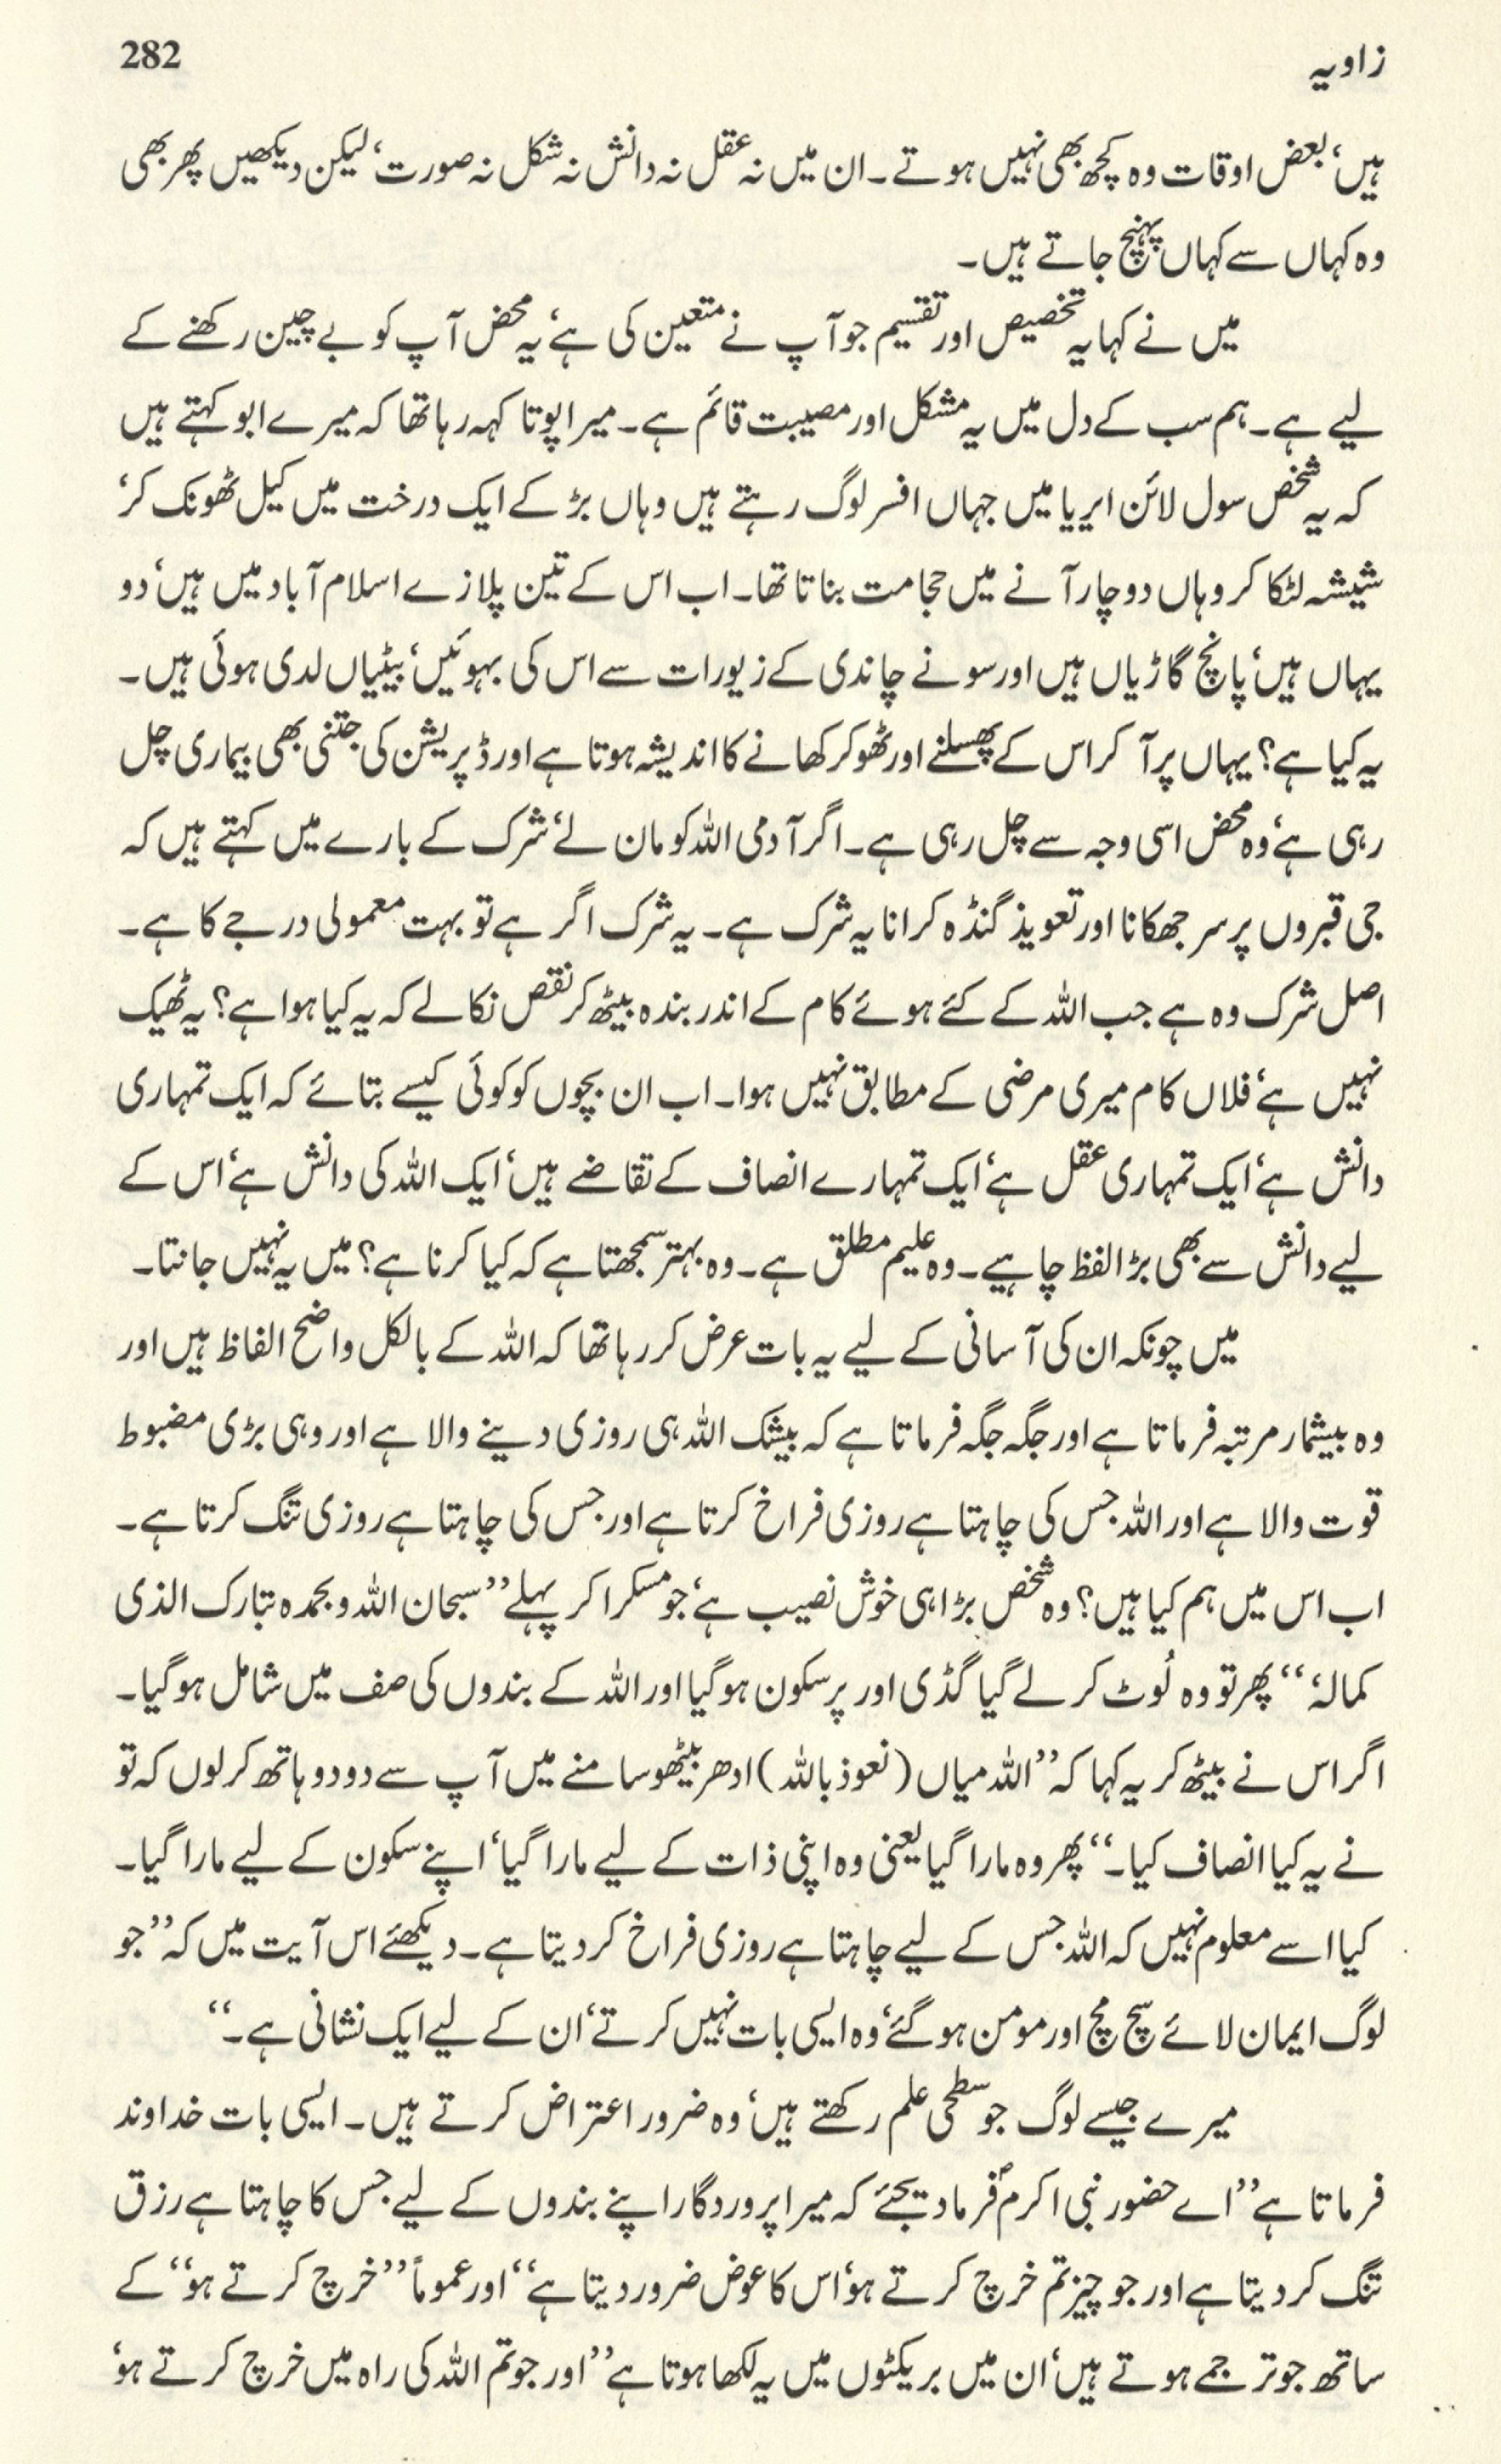 زاویہ 282
ہیں‘ بعض اوقات وہ کچھ بھی نہیں ہوتے۔ ان میں نہ عقل نہ دانش نہ شکل نہ صورت‘ لیکن دیکھیں پھر بھی
وہ کہاں سے کہاں پہنچ جاتے ہیں۔
میں نے کہا یہ تخصیص اور تقسیم جو آپ نے متعین کی ہے‘ یہ محض آپ کو بے چین رکھنے کے
لیے ہے۔ ہم سب کے دل میں یہ مشکل اور مصیبت قائم ہے۔ میرا پوتا کہہ رہا تھا کہ میرے ابو کہتے ہیں
کہ یہ شخص سول لائن ایریا میں جہاں افسر لوگ رہتے ہیں وہاں بڑ کے ایک درخت میں کیل ٹھونک کر‘
شیشہ لٹکا کر وہاں دو چار آنے میں حجامت بناتا تھا۔ اب اس کے تین پلازے اسلام آباد میں ہیں‘ دو
یہاں ہیں‘ پانچ گاڑیاں ہیں اور سونے چاندی کے زیورات سے اس کی بہوئیں‘ بیٹیاں لدی ہوئی ہیں۔
یہ کیا ہے؟ یہاں پر آ کر اس کے پھسلنے اور ٹھوکر کھانے کا اندیشہ ہوتا ہے اور ڈپریشن کی جتنی بھی بیماری چل
رہی ہے‘ وہ محض اسی وجہ سے چل رہی ہے۔ اگر آدمی اللہ کو مان لے‘ شرک کے بارے میں کہتے ہیں کہ
جی قبروں پر سر جھکانا اور تعویذ گنڈہ کرانا یہ شرک ہے۔ یہ شرک اگر ہے تو بہت معمولی درجے کا ہے۔
اصل شرک وہ ہے جب اللہ کے کئے ہوئے کام کے اندر بندہ بیٹھ کر نقص نکالے کہ یہ کیا ہوا ہے؟ یہ ٹھیک
نہیں ہے‘ فلاں کام میری مرضی کے مطابق نہیں ہوا۔ اب ان بچوں کو کوئی کیسے بتائے کہ ایک تمہاری
دانش ہے‘ ایک تمہاری عقل ہے‘ ایک تمہارے انصاف کے تقاضے ہیں‘ ایک اللہ کی دانش ہے‘ اس کے
لیے دانش سے بھی بڑا لفظ چاہیے۔ وہ علیم مطلق ہے۔ وہ بہتر سمجھتا ہے کہ کیا کرنا ہے؟ میں یہ نہیں جانتا۔
میں چونکہ ان کی آسانی کے لیے یہ بات عرض کر رہا تھا کہ اللہ کے بالکل واضح الفاظ ہیں اور
وہ بیشمار مرتبہ فرماتا ہے اور جگہ جگہ فرماتا ہے کہ بیشک اللہ ہی روزی دینے والا ہے اور وہی بڑی مضبوط
قوت والا ہے اور اللہ جس کی چاہتا ہے روزی فراخ کرتا ہے اور جس کی چاہتا ہے روزی تنگ کرتا ہے۔
اب اس میں ہم کیا ہیں؟ وہ شخص بڑا ہی خوش نصیب ہے‘ جو مسکرا کر پہلے ’’سبحان اللہ وبحمدہ تبارک الذی
کمالہٗ‘‘ پھر تو وہ لُوٹ کر لے گیا گڈی اور پرسکون ہو گیا اور اللہ کے بندوں کی صف میں شامل ہو گیا۔
اگر اس نے بیٹھ کر یہ کہا کہ ’’اللہ میاں (نعوذ باللہ) ادھر بیٹھو سامنے میں آپ سے دو دو ہاتھ کر لوں کہ تو
نے یہ کیا انصاف کیا۔‘‘ پھر وہ مارا گیا یعنی وہ اپنی ذات کے لیے مارا گیا‘ اپنے سکون کے لیے مارا گیا۔
کیا اسے معلوم نہیں کہ اللہ جس کے لیے چاہتا ہے روزی فراخ کر دیتا ہے۔ دیکھئے اس آیت میں کہ ’’جو
لوگ ایمان لائے سچ مچ اور مومن ہو گئے‘ وہ ایسی بات نہیں کرتے‘ ان کے لیے ایک نشانی ہے۔‘‘
میرے جیسے لوگ جو سطحی علم رکھتے ہیں‘ وہ ضرور اعتراض کرتے ہیں۔ ایسی بات خداوند
فرماتا ہے ’’اے حضور نبی اکرمؐ فرما دیجئے کہ میرا پروردگار اپنے بندوں کے لیے جس کا چاہتا ہے رزق
تنگ کر دیتا ہے اور جو چیز تم خرچ کرتے ہو‘ اس کا عوض ضرور دیتا ہے‘‘ اور عموماً ’’خرچ کرتے ہو‘‘ کے
ساتھ جو ترجمے ہوتے ہیں‘ ان میں بریکٹوں میں یہ لکھا ہوتا ہے ’’اور جو تم اللہ کی راہ میں خرچ کرتے ہو‘